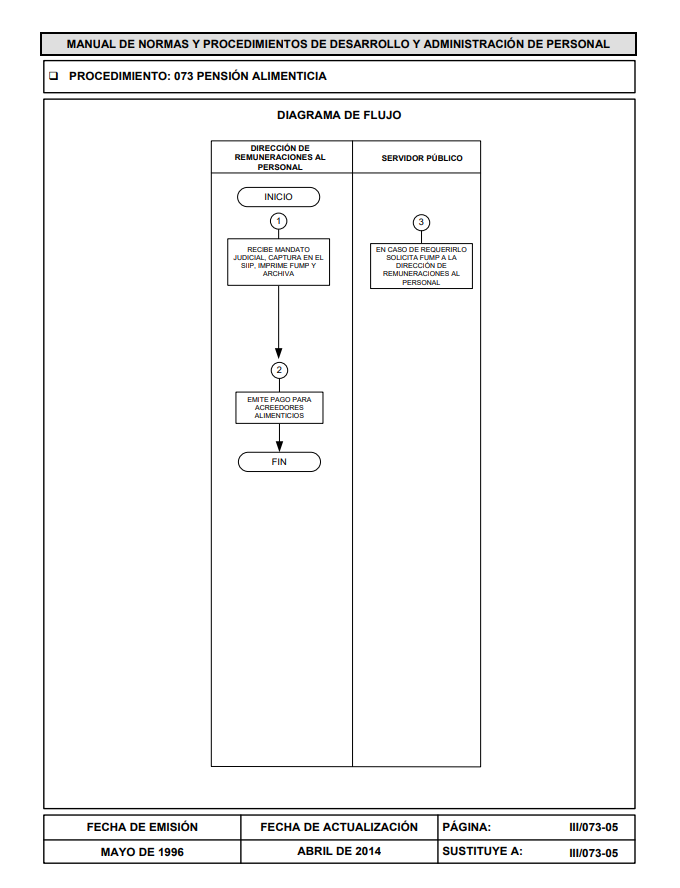 MANUAL DE NORMAS Y PROCEDIMIENTOS DE DESARROLLO Y ADMINISTRACIÓN DE PERSONAL
❑ PROCEDIMIENTO: 073 PENSIÓN ALIMENTICIA
DIAGRAMA DE FLUJO
DIRECCIÓN DE
REMUNERACIONES AL
PERSONAL
SERVIDOR PÚBLICO
INICIO
1
RECIBE MANDATO
JUDICIAL, CAPTURA EN EL
SIIP, IMPRIME FUMP Y
ARCHIVA
2
EMITE PAGO PARA
ACREEDORES
ALIMENTICIOS
FIN
3
EN CASO DE REQUERIRLO
SOLICITA FUMP A LA
DIRECCIÓN DE
REMUNERACIONES AL
PERSONAL
FECHA DE EMISIÓN
FECHA DE ACTUALIZACIÓN
PÁGINA: III/073-05
MAYO DE 1996
ABRIL DE 2014
SUSTITUYE A: III/073-05